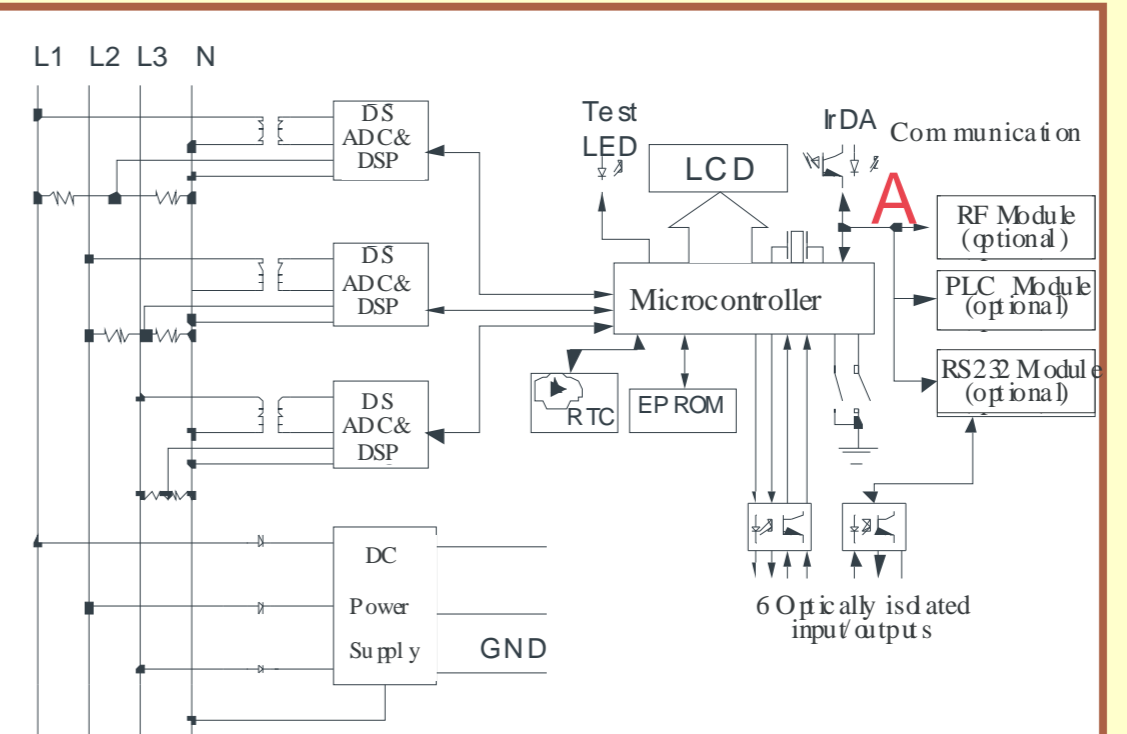 L1 L2 L3 N
DS
ADC&
DSP
Test
LED
LCD
IrDA
Communication
A
RF Module
(optional)
DS
ADC&
DSP
Microcontroller
PLC Module
(optional)
RS232 Module
(optional)
RTC
EPROM
DS
ADC&
DSP
DC
Power
Supply
GND
6 Optically isolated
input/outputs